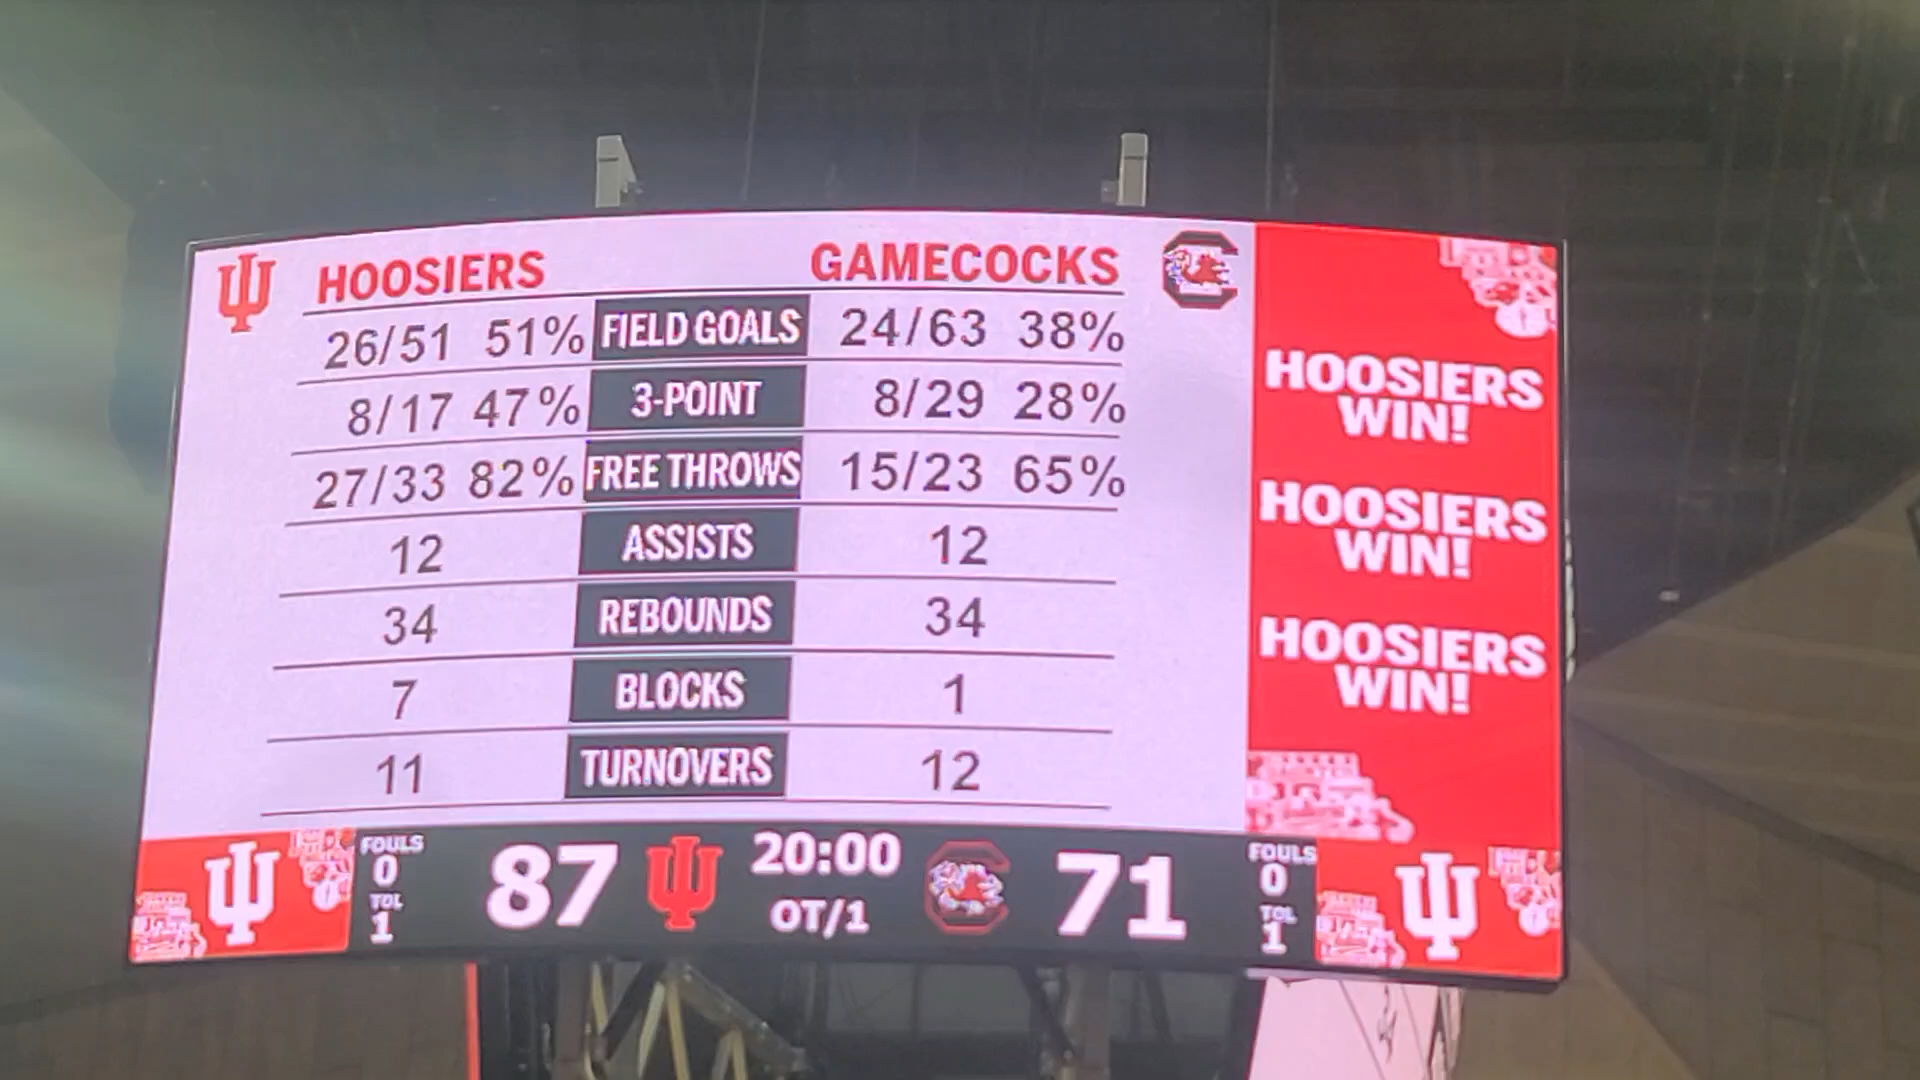 HOOSIERS GAMECOCKS
26/51 51% FIELD GOALS 24/63 38%
8/17 47% 3-POINT 8/29 28%
27/33 82% FREE THROWS 15/23 65%
12 ASSISTS 12
34 REBOUNDS 34
7 BLOCKS 1
11 TURNOVERS 12
HOOSIERS
WIN!
HOOSIERS
WIN!
HOOSIERS
WIN!
FOULS
0
TOL
1
87
20:00
OT/1
71
FOULS
0
TOL
1